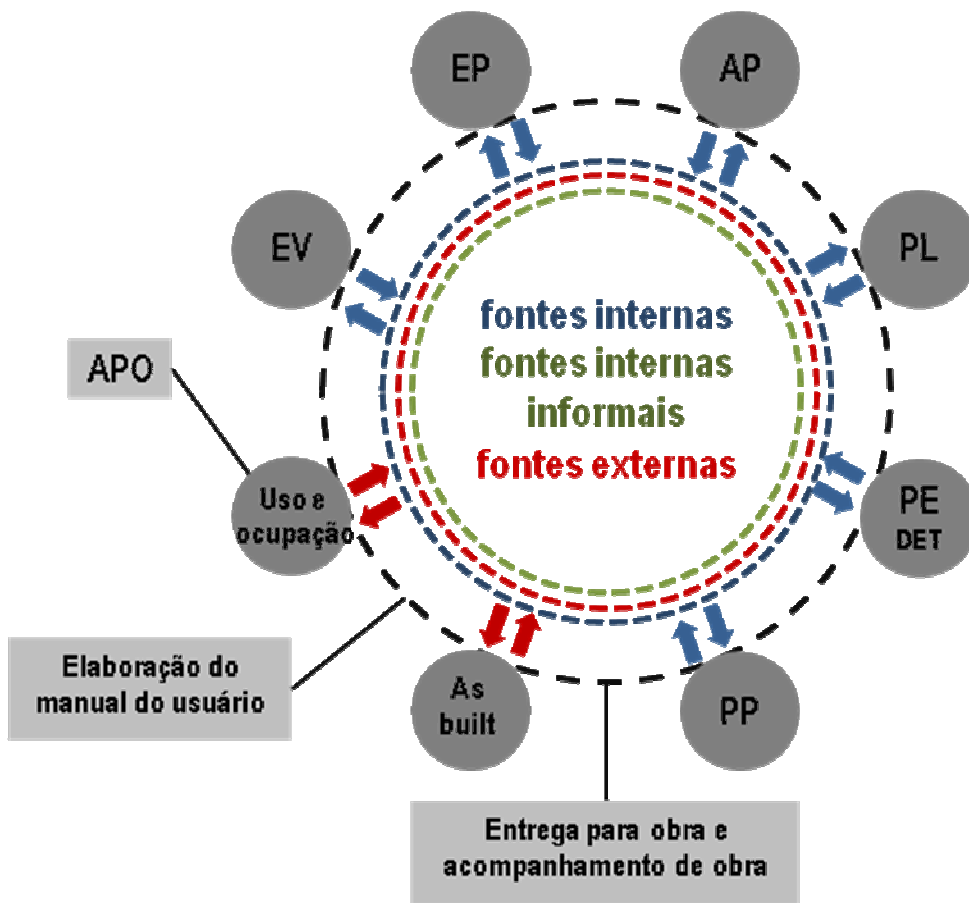 EP
AP
EV
PL
fontes internas
fontes internas
informais
fontes externas
APO
Uso e
ocupação
PE
DET
Elaboração do
manual do usuário
As
built
PP
Entrega para obra e
acompanhamento de obra